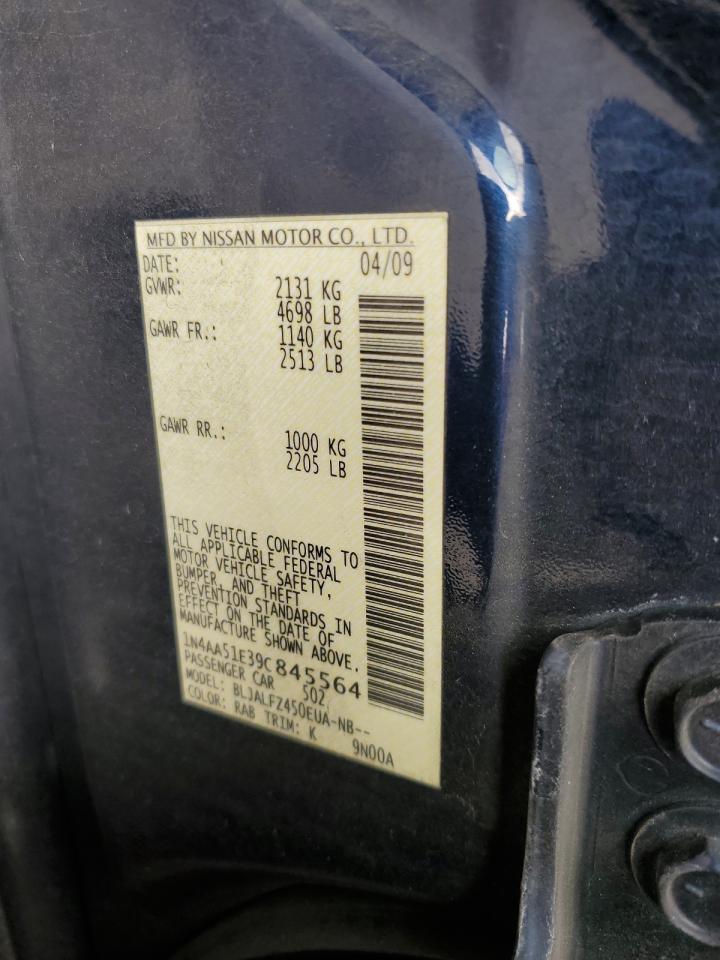 MFD BY NISSAN MOTOR CO., LTD.
DATE: 04/09
GVWR: 2131 KG
4698 LB
GAWR FR.: 1140 KG
2513 LB
GAWR RR.: 1000 KG
2205 LB
THIS VEHICLE CONFORMS TO
ALL APPLICABLE FEDERAL
MOTOR VEHICLE SAFETY,
BUMPER, AND THEFT
PREVENTION STANDARDS IN
EFFECT ON THE DATE OF
MANUFACTURE SHOWN ABOVE.
1N4AA51E39C845564
PASSENGER CAR 502
MODEL: BLJALFZ450EUA-NB--
COLOR: RAB TRIM: K 9N00A